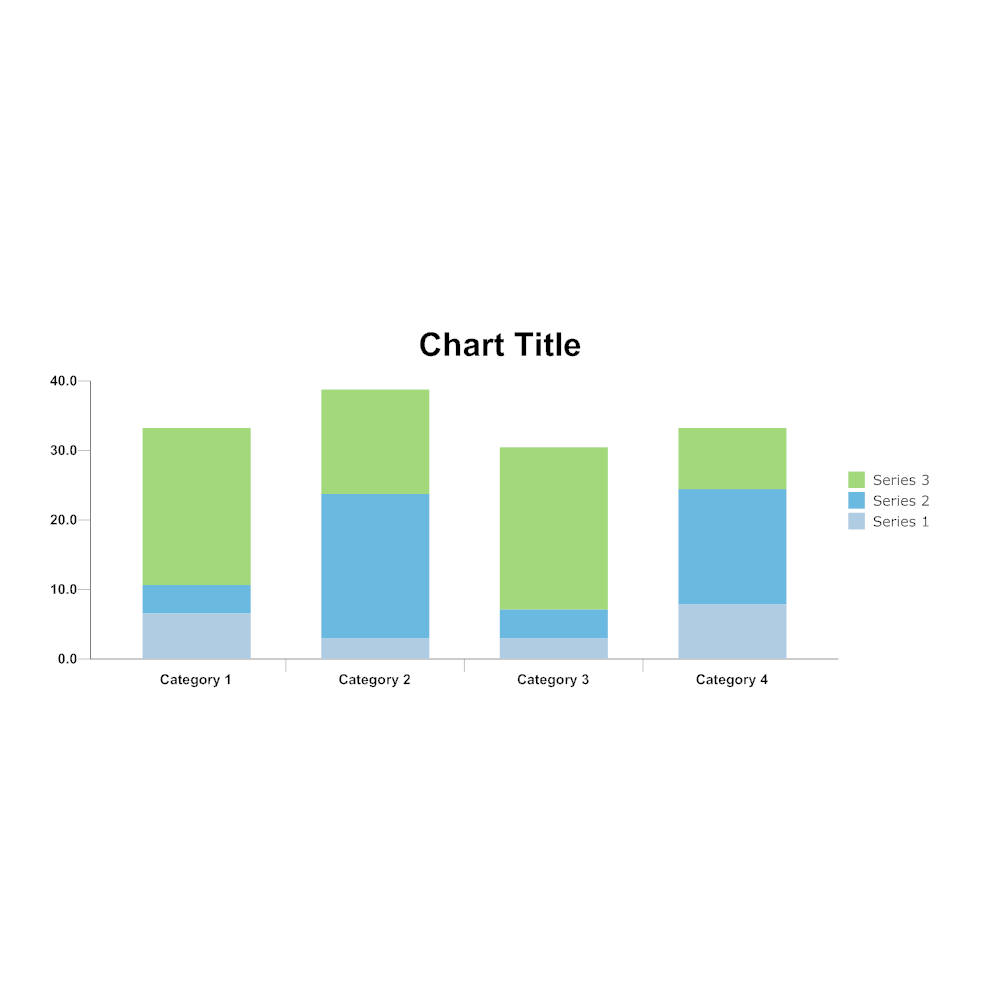 Chart Title
40.0
30.0
20.0
10.0
0.0
Category 1
Category 2
Category 3
Category 4
Series 3
Series 2
Series 1